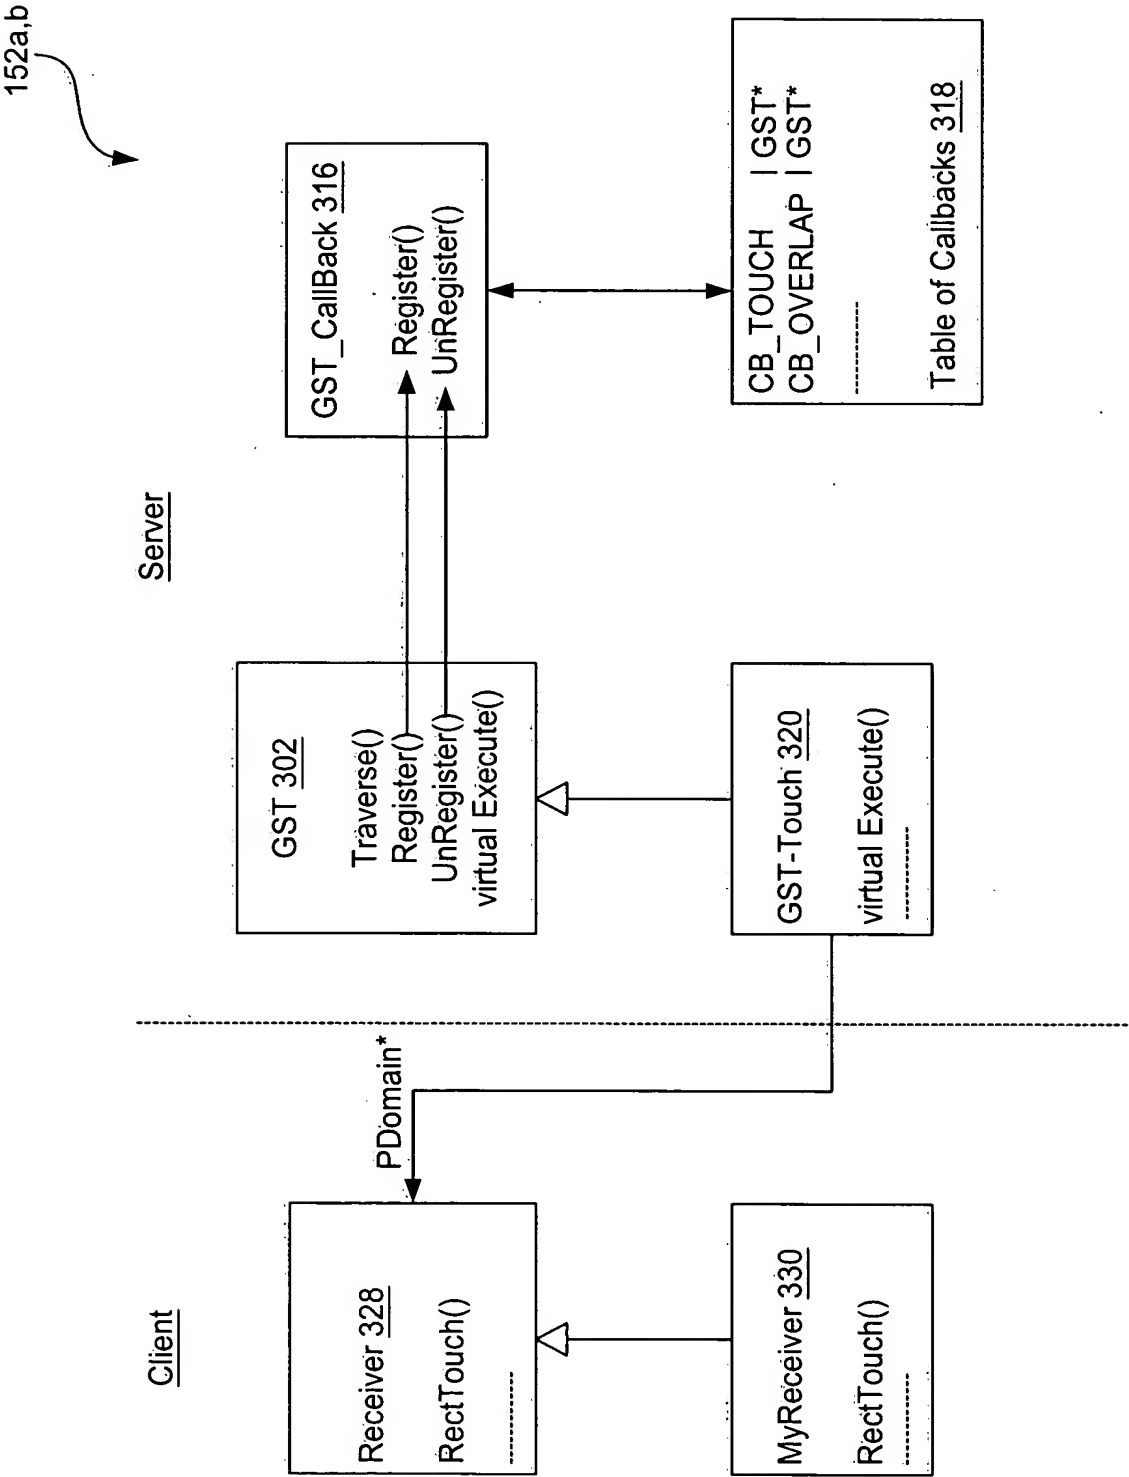 152a,b
Client
Server
Receiver 328
RectTouch()
PDomain*
GST 302
Traverse()
Register()
UnRegister()
virtual Execute()
GST_CallBack 316
Register()
UnRegister()
MyReceiver 330
RectTouch()
GST-Touch 320
virtual Execute()
CB_TOUCH | GST*
CB_OVERLAP | GST*
Table of Callbacks 318